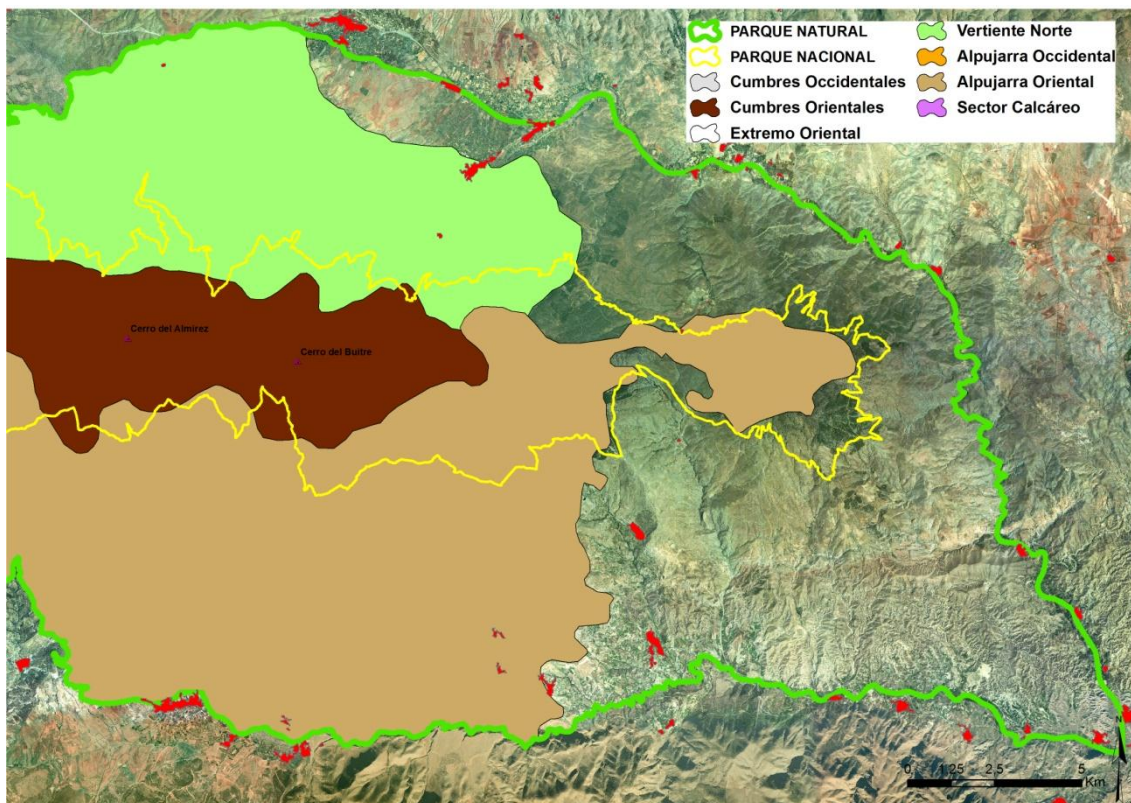 PARQUE NATURAL
PARQUE NACIONAL
Cumbres Occidentales
Cumbres Orientales
Extremo Oriental
Vertiente Norte
Alpujarra Occidental
Alpujarra Oriental
Sector Calcáreo
Cerro del Almirez
Cerro del Buitre
N
0 1,25 2,5 5
Km